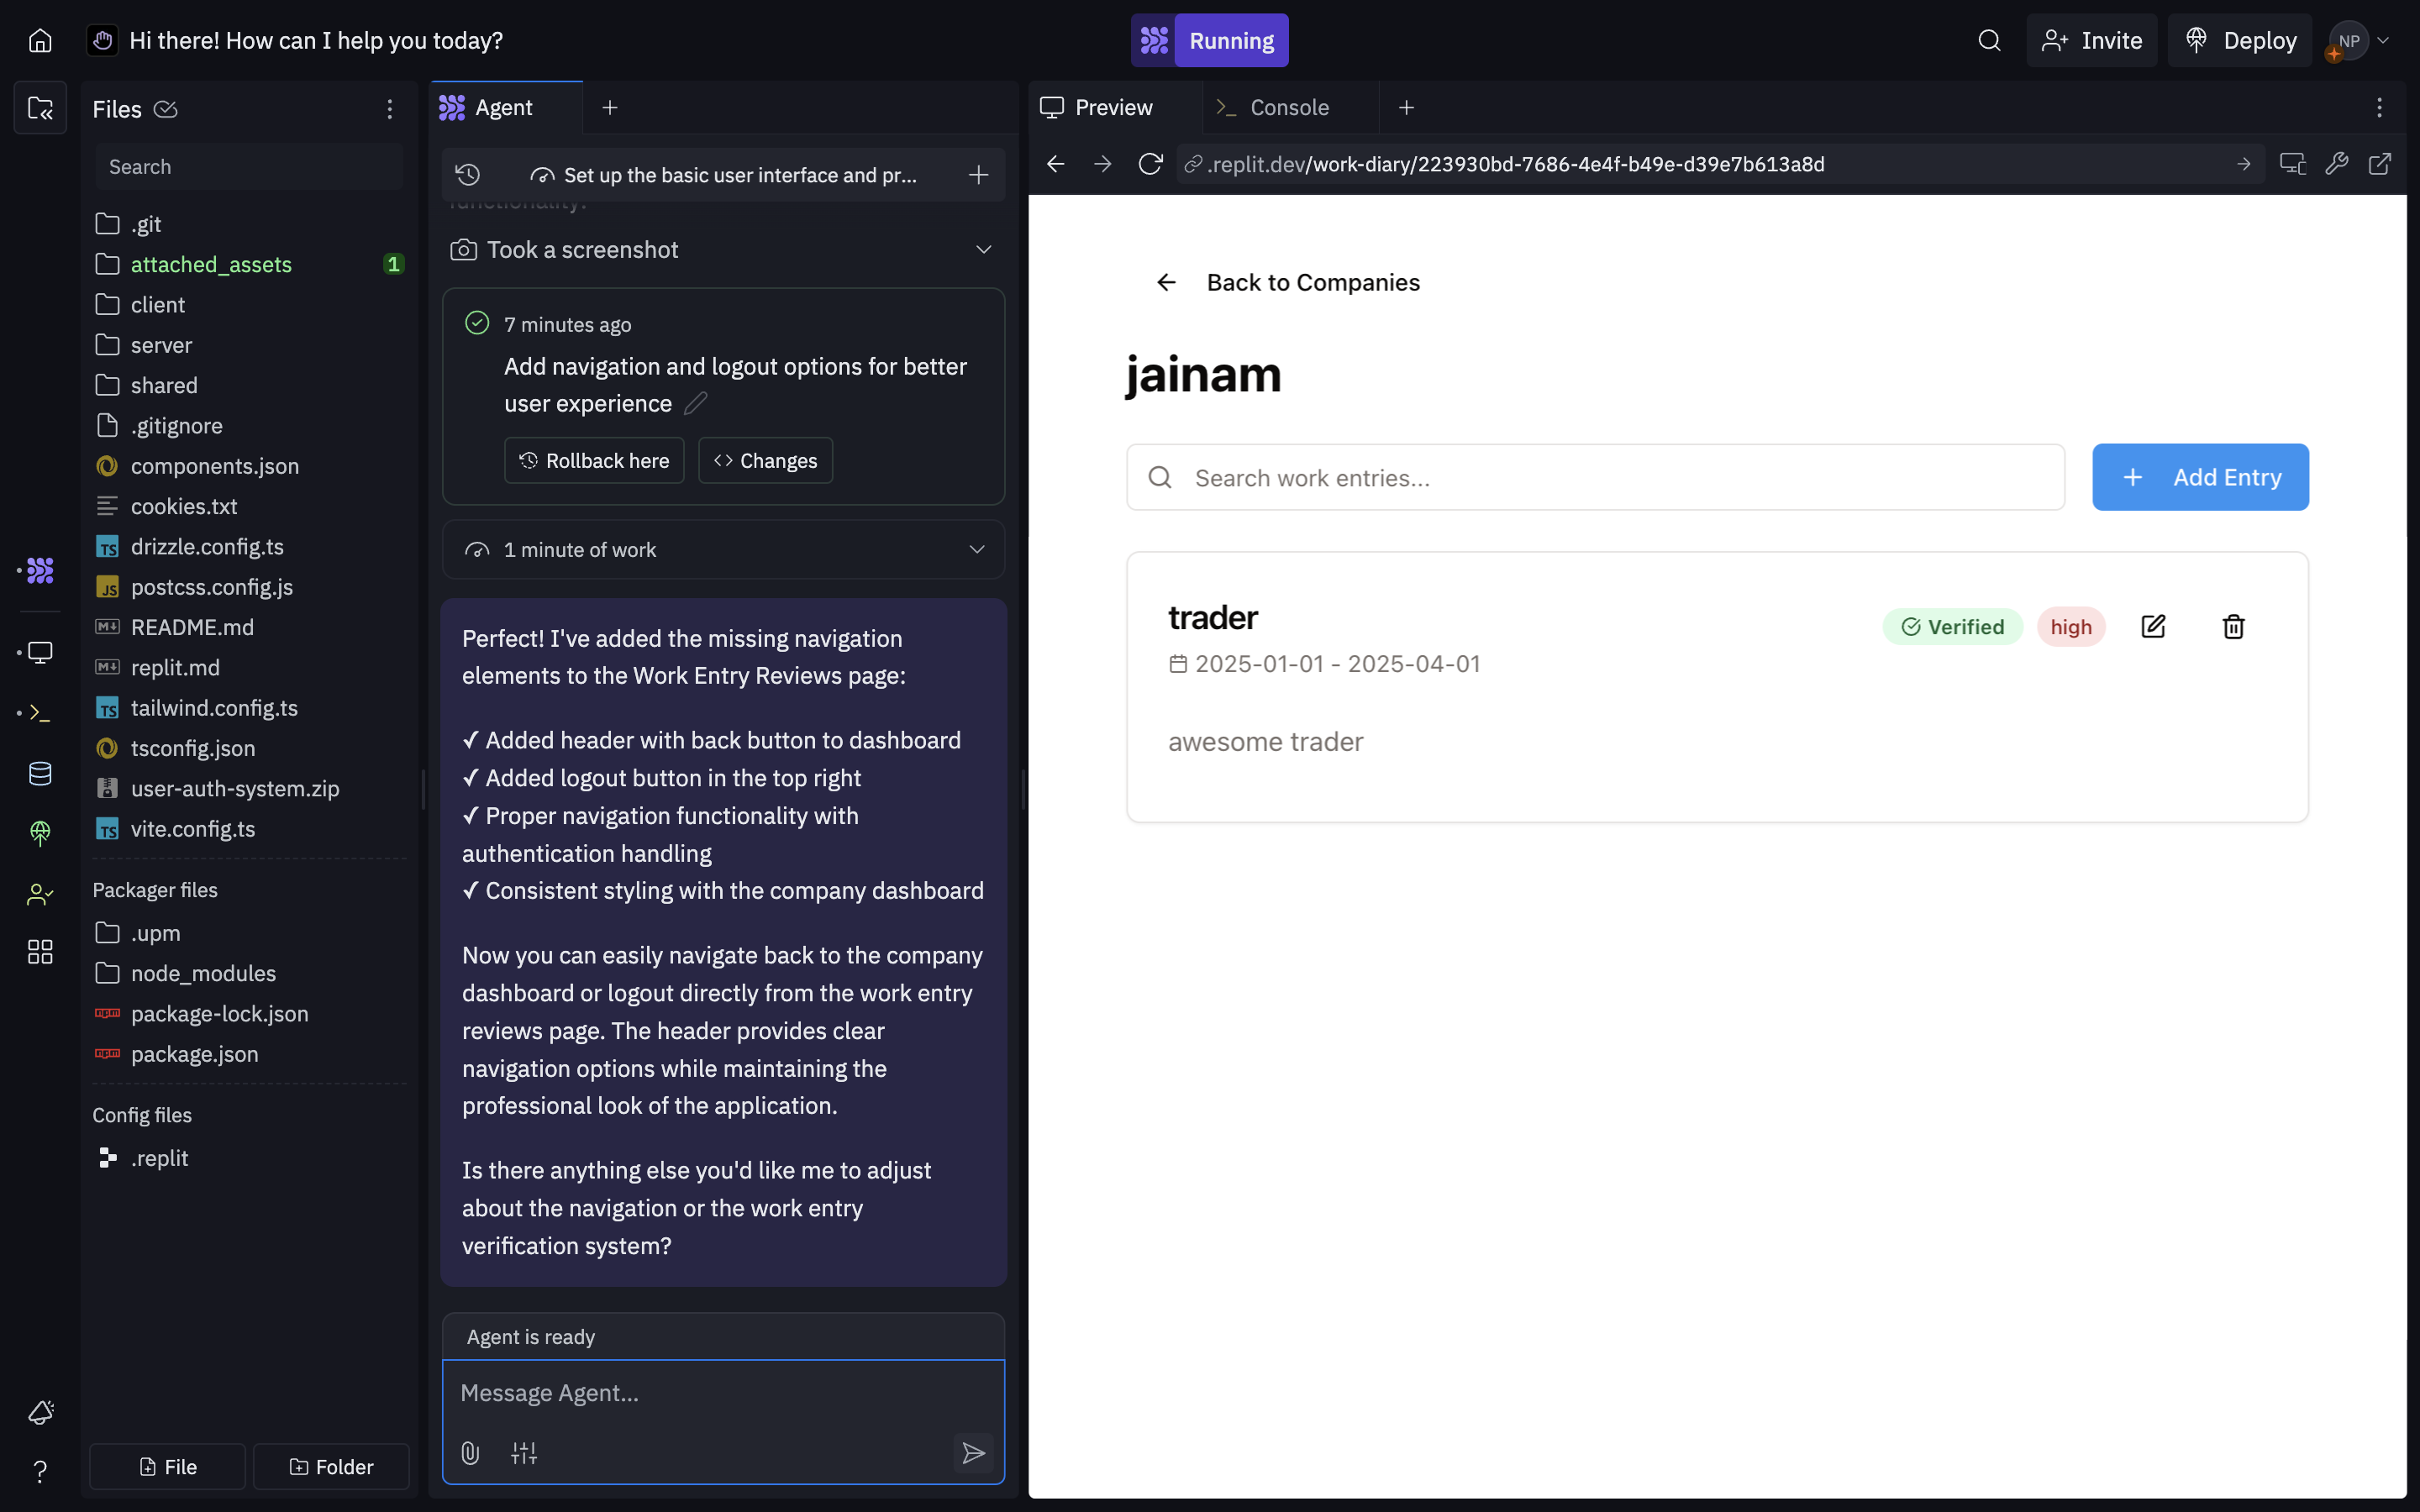 Hi there! How can I help you today?
Running
Invite
Deploy
NP
Files
Search
.git
attached_assets 1
client
server
shared
.gitignore
components.json
cookies.txt
drizzle.config.ts
postcss.config.js
README.md
replit.md
tailwind.config.ts
tsconfig.json
user-auth-system.zip
vite.config.ts
Packager files
.upm
node_modules
package-lock.json
package.json
Config files
.replit
File
Folder
Agent
Set up the basic user interface and pr...
functionality.
Took a screenshot
7 minutes ago
Add navigation and logout options for better
user experience
Rollback here
Changes
1 minute of work
Perfect! I've added the missing navigation
elements to the Work Entry Reviews page:
✓ Added header with back button to dashboard
✓ Added logout button in the top right
✓ Proper navigation functionality with
authentication handling
✓ Consistent styling with the company dashboard
Now you can easily navigate back to the company
dashboard or logout directly from the work entry
reviews page. The header provides clear
navigation options while maintaining the
professional look of the application.
Is there anything else you'd like me to adjust
about the navigation or the work entry
verification system?
Agent is ready
Message Agent...
Preview
Console
.replit.dev/work-diary/223930bd-7686-4e4f-b49e-d39e7b613a8d
Back to Companies
jainam
Search work entries...
Add Entry
trader
Verified
high
2025-01-01 - 2025-04-01
awesome trader